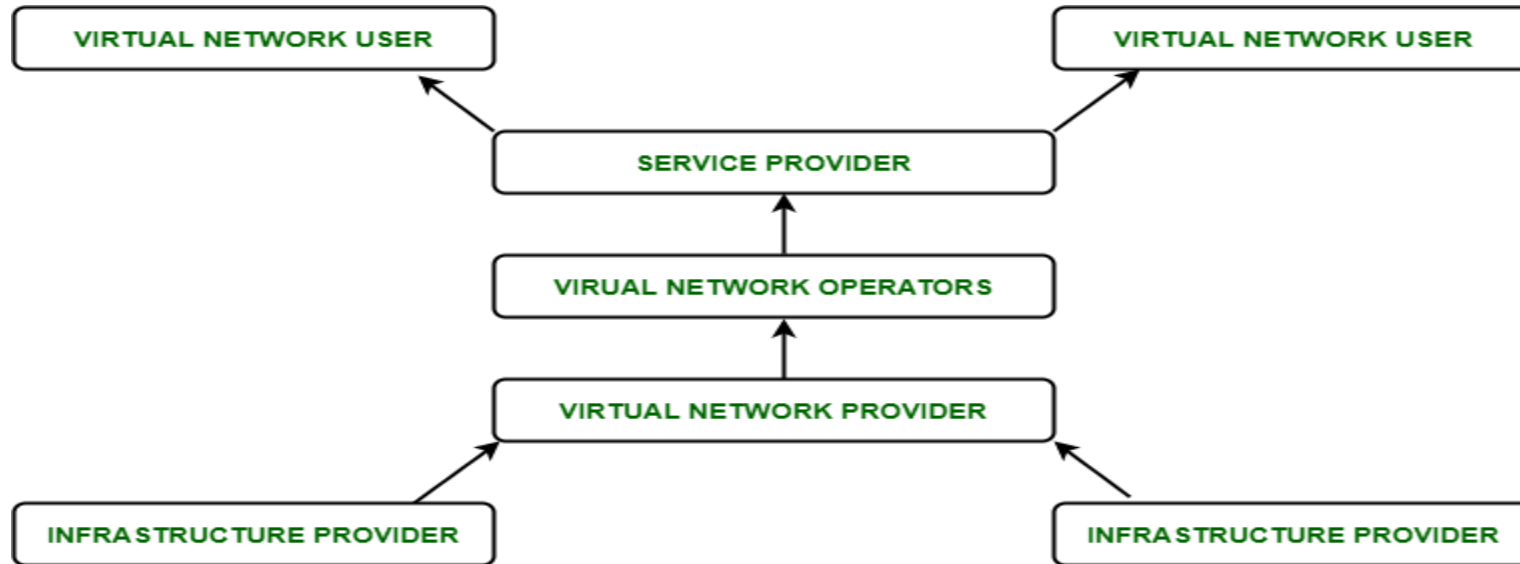 VIRTUAL NETWORK USER
VIRTUAL NETWORK USER
SERVICE PROVIDER
VIRUAL NETWORK OPERATORS
VIRTUAL NETWORK PROVIDER
INFRASTRUCTURE PROVIDER
INFRASTRUCTURE PROVIDER